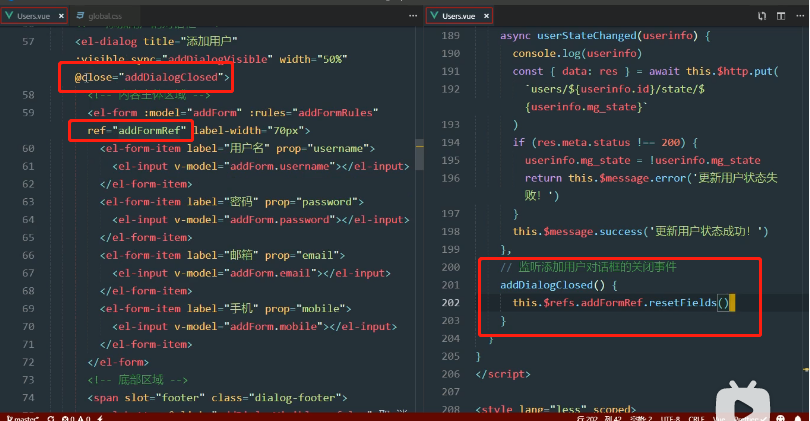 Users.vue × global.css ... Users.vue ×
57 <el-dialog title="添加用户"
:visible.sync="addDialogVisible" width="50%"
@close="addDialogClosed">
58 <!-- 内容主体区域 -->
59 <el-form :model="addForm" :rules="addFormRules"
ref="addFormRef" label-width="70px">
60 <el-form-item label="用户名" prop="username">
61 <el-input v-model="addForm.username"></el-input>
62 </el-form-item>
63 <el-form-item label="密码" prop="password">
64 <el-input v-model="addForm.password"></el-input>
65 </el-form-item>
66 <el-form-item label="邮箱" prop="email">
67 <el-input v-model="addForm.email"></el-input>
68 </el-form-item>
69 <el-form-item label="手机" prop="mobile">
70 <el-input v-model="addForm.mobile"></el-input>
71 </el-form-item>
72 </el-form>
73 <!-- 底部区域 -->
74 <span slot="footer" class="dialog-footer">
189 async userStateChanged(userinfo) {
190 console.log(userinfo)
191 const { data: res } = await this.$http.put(
192 `users/${userinfo.id}/state/$
{userinfo.mg_state}`
193 )
194 if (res.meta.status !== 200) {
195 userinfo.mg_state = !userinfo.mg_state
196 return this.$message.error('更新用户状态失
败！')
197 }
198 this.$message.success('更新用户状态成功！')
199 },
200 // 监听添加用户对话框的关闭事件
201 addDialogClosed() {
202 this.$refs.addFormRef.resetFields()
203 }
204 }
205 }
206 </script>
207
208 <style lang="less" scoped>
master* 0 0 行 202，列 42 空格: 2 UTF-8 CRLF